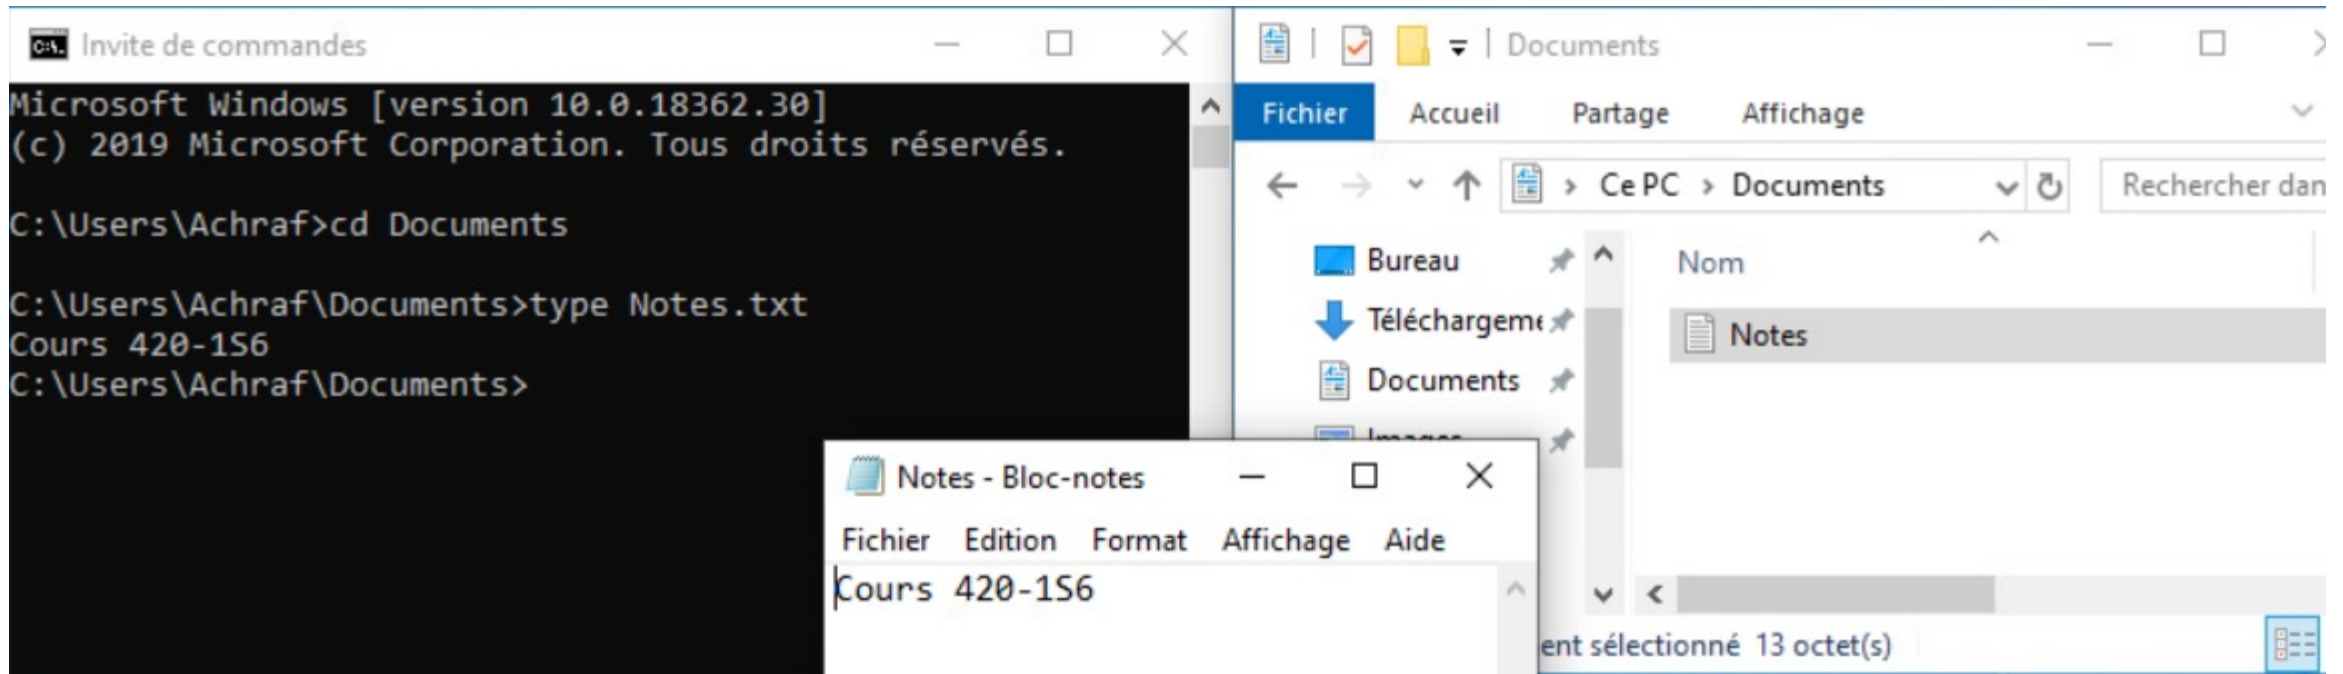 Invite de commandes
Microsoft Windows [version 10.0.18362.30]
(c) 2019 Microsoft Corporation. Tous droits réservés.
C:\Users\Achraf>cd Documents
C:\Users\Achraf\Documents>type Notes.txt
Cours 420-1S6
C:\Users\Achraf\Documents>
Documents
Fichier Accueil Partage Affichage
Ce PC > Documents
Rechercher dan
Bureau
Téléchargeme
Documents
Images
Nom
Notes
ent sélectionné 13 octet(s)
Notes - Bloc-notes
Fichier Edition Format Affichage Aide
Cours 420-1S6